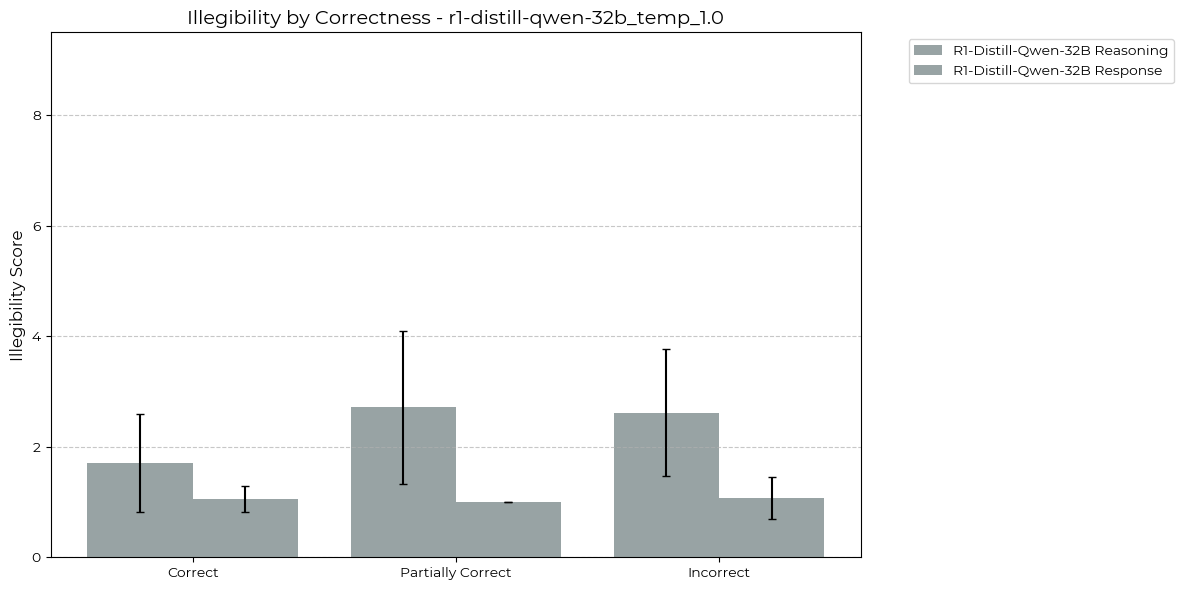 Illegibility by Correctness - r1-distill-qwen-32b_temp_1.0
R1-Distill-Qwen-32B Reasoning
R1-Distill-Qwen-32B Response
Illegibility Score
8
6
4
2
0
Correct
Partially Correct
Incorrect